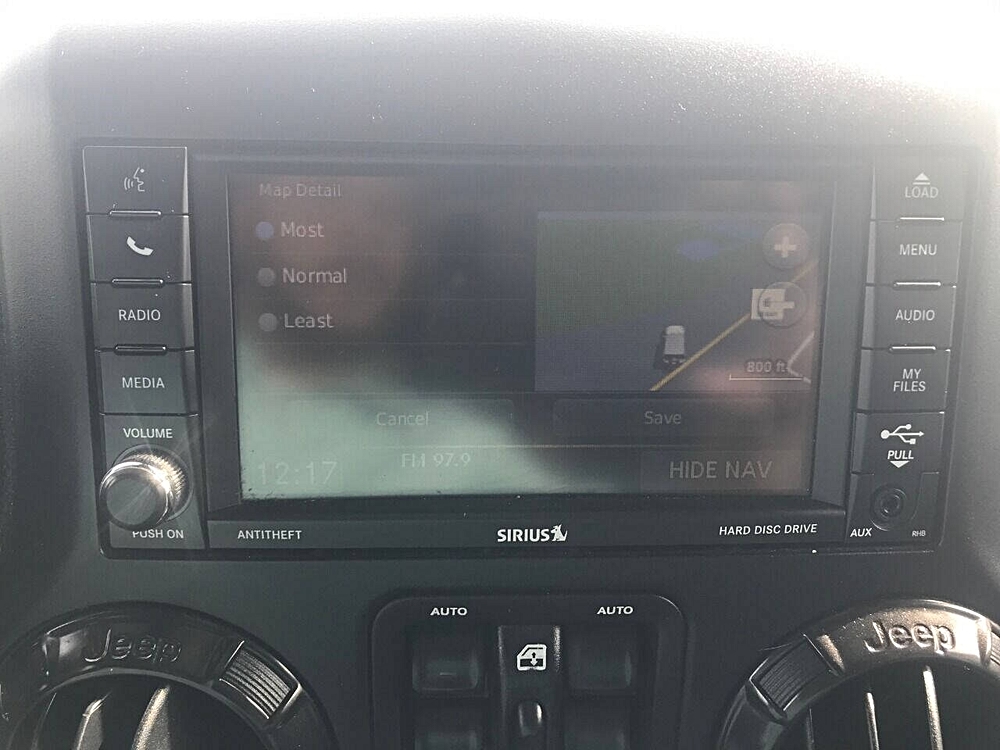 LOAD
MENU
RADIO
AUDIO
MEDIA
MY
FILES
VOLUME
PULL
PUSH ON
AUX
RHB
Map Detail
Most
Normal
Least
800 ft
Cancel
Save
12:17
FM 97.9
HIDE NAV
ANTITHEFT
SIRIUS
HARD DISC DRIVE
AUTO
AUTO
Jeep
Jeep